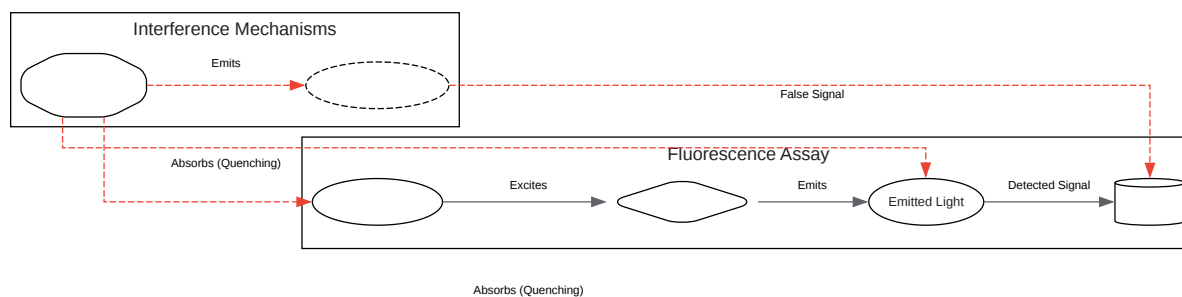 Interference Mechanisms
Emits
False Signal
Fluorescence Assay
Absorbs (Quenching)
Excites
Emits
Detected Signal
Emitted Light
Absorbs (Quenching)